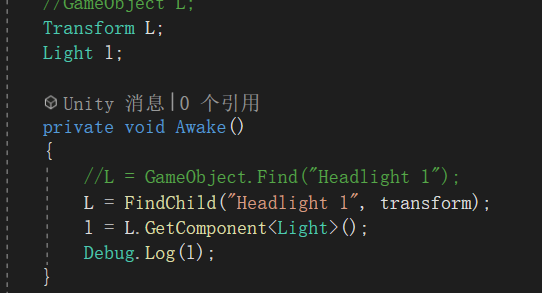 //GameObject L;
Transform L;
Light l;
Unity 消息|0 个引用
private void Awake()
{
//L = GameObject.Find("Headlight 1");
L = FindChild("Headlight 1", transform);
l = L.GetComponent<Light>();
Debug.Log(l);
}